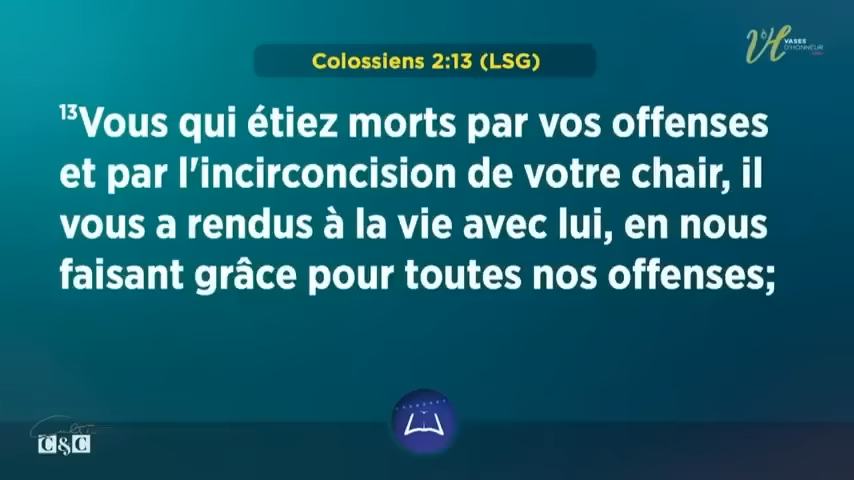 VASES
D'HONNEUR
Colossiens 2:13 (LSG)
13Vous qui étiez morts par vos offenses
et par l'incirconcision de votre chair, il
vous a rendus à la vie avec lui, en nous
faisant grâce pour toutes nos offenses;
C&C